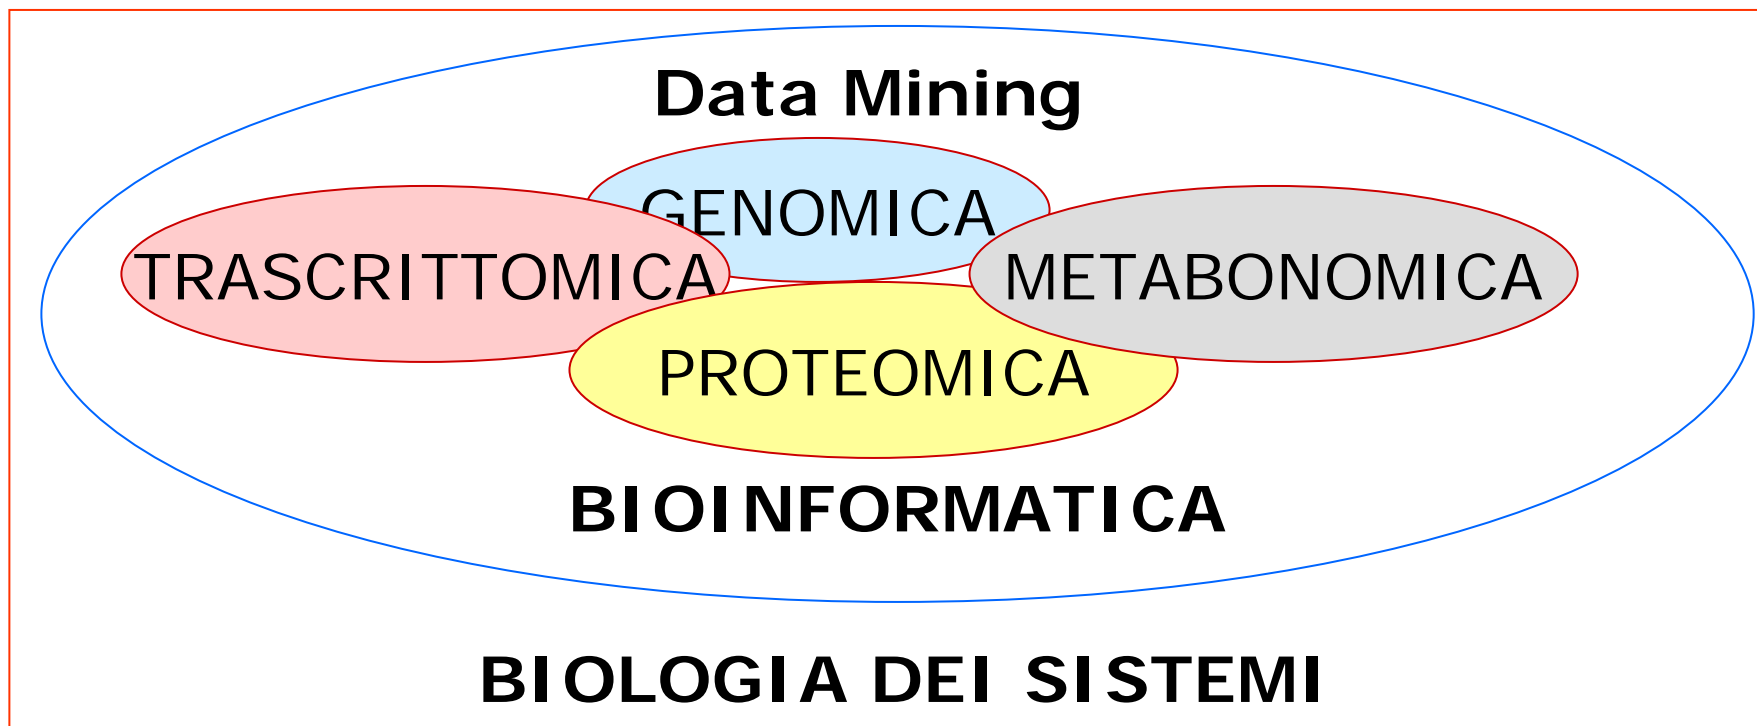 Data Mining
GENOMICA
TRASCRITTOMICA
METABONOMICA
PROTEOMICA
BIOINFORMATICA
BIOLOGIA DEI SISTEMI